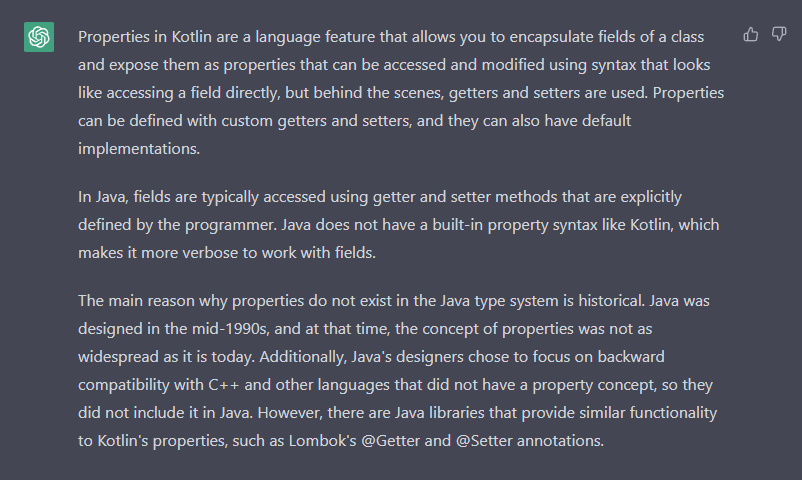 Properties in Kotlin are a language feature that allows you to encapsulate fields of a class
and expose them as properties that can be accessed and modified using syntax that looks
like accessing a field directly, but behind the scenes, getters and setters are used. Properties
can be defined with custom getters and setters, and they can also have default
implementations.
In Java, fields are typically accessed using getter and setter methods that are explicitly
defined by the programmer. Java does not have a built-in property syntax like Kotlin, which
makes it more verbose to work with fields.
The main reason why properties do not exist in the Java type system is historical. Java was
designed in the mid-1990s, and at that time, the concept of properties was not as
widespread as it is today. Additionally, Java's designers chose to focus on backward
compatibility with C++ and other languages that did not have a property concept, so they
did not include it in Java. However, there are Java libraries that provide similar functionality
to Kotlin's properties, such as Lombok's @Getter and @Setter annotations.